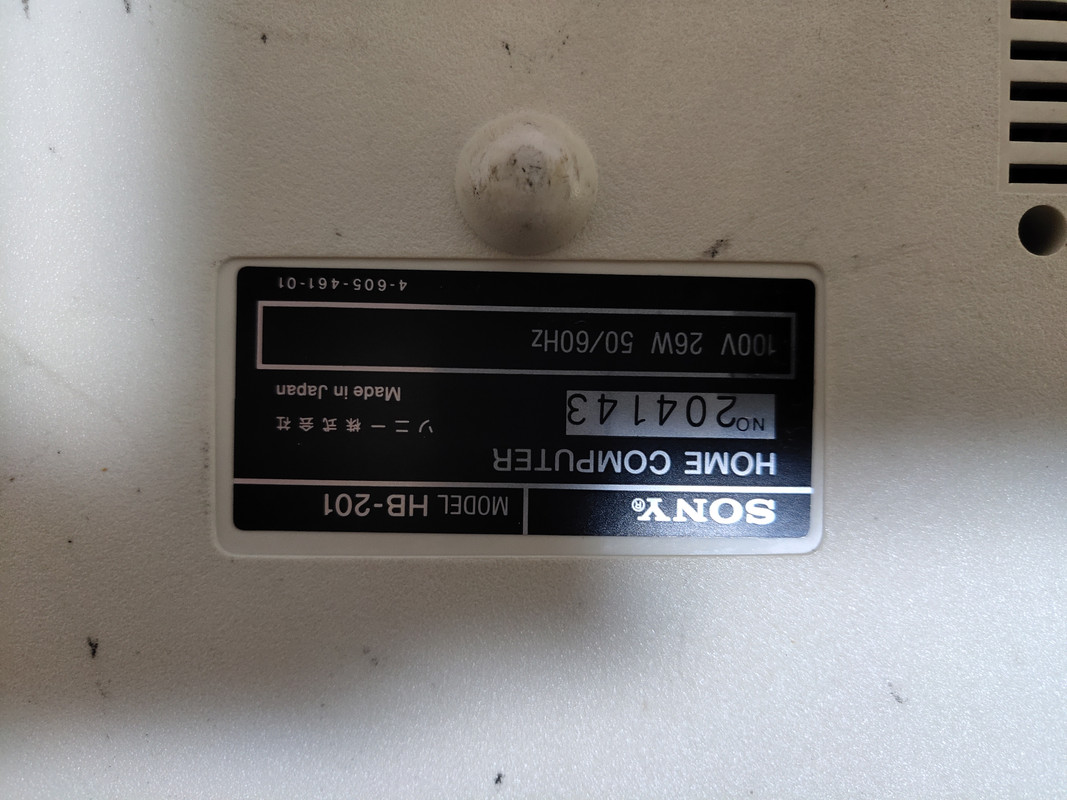 SONY® MODEL HB-201
HOME COMPUTER
NO 204143
ソニー株式会社
Made in Japan
100V 26W 50/60Hz
4-605-461-01